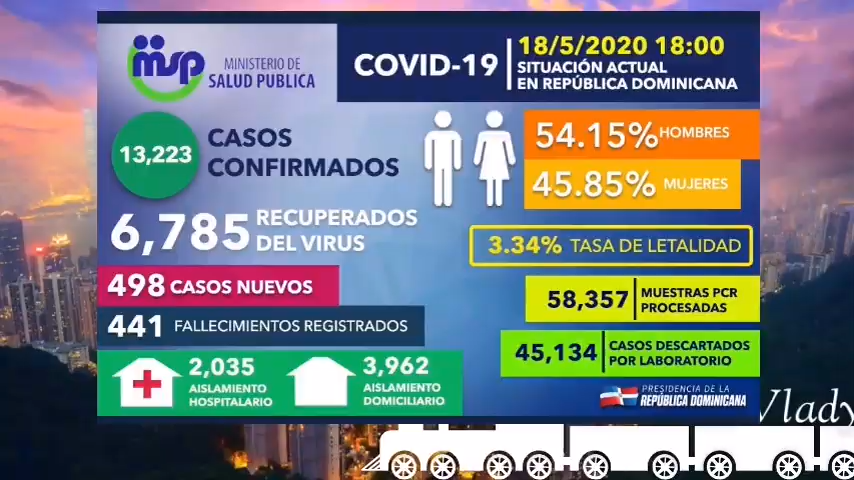 msp
MINISTERIO DE
SALUD PUBLICA
COVID-19
18/5/2020 18:00
SITUACIÓN ACTUAL
EN REPÚBLICA DOMINICANA
13,223
CASOS
CONFIRMADOS
54.15% HOMBRES
45.85% MUJERES
6,785 RECUPERADOS
DEL VIRUS
3.34% TASA DE LETALIDAD
498 CASOS NUEVOS
58,357 MUESTRAS PCR
PROCESADAS
441 FALLECIMIENTOS REGISTRADOS
45,134 CASOS DESCARTADOS
POR LABORATORIO
2,035
AISLAMIENTO
HOSPITALARIO
3,962
AISLAMIENTO
DOMICILIARIO
PRESIDENCIA DE LA
REPÚBLICA DOMINICANA
Vlady